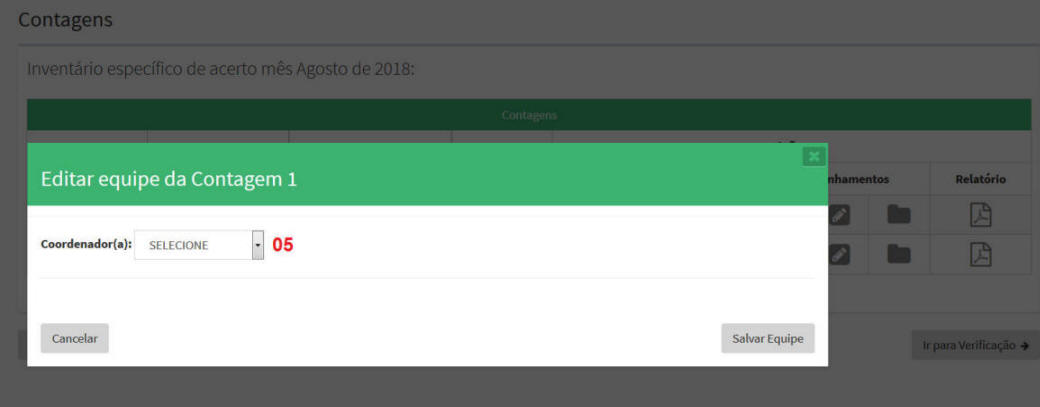 Contagens
Inventário específico de acerto mês Agosto de 2018:
Contagens
Editar equipe da Contagem 1
Relatório
Coordenador(a): SELECIONE 05
Cancelar
Salvar Equipe
Ir para Verificação